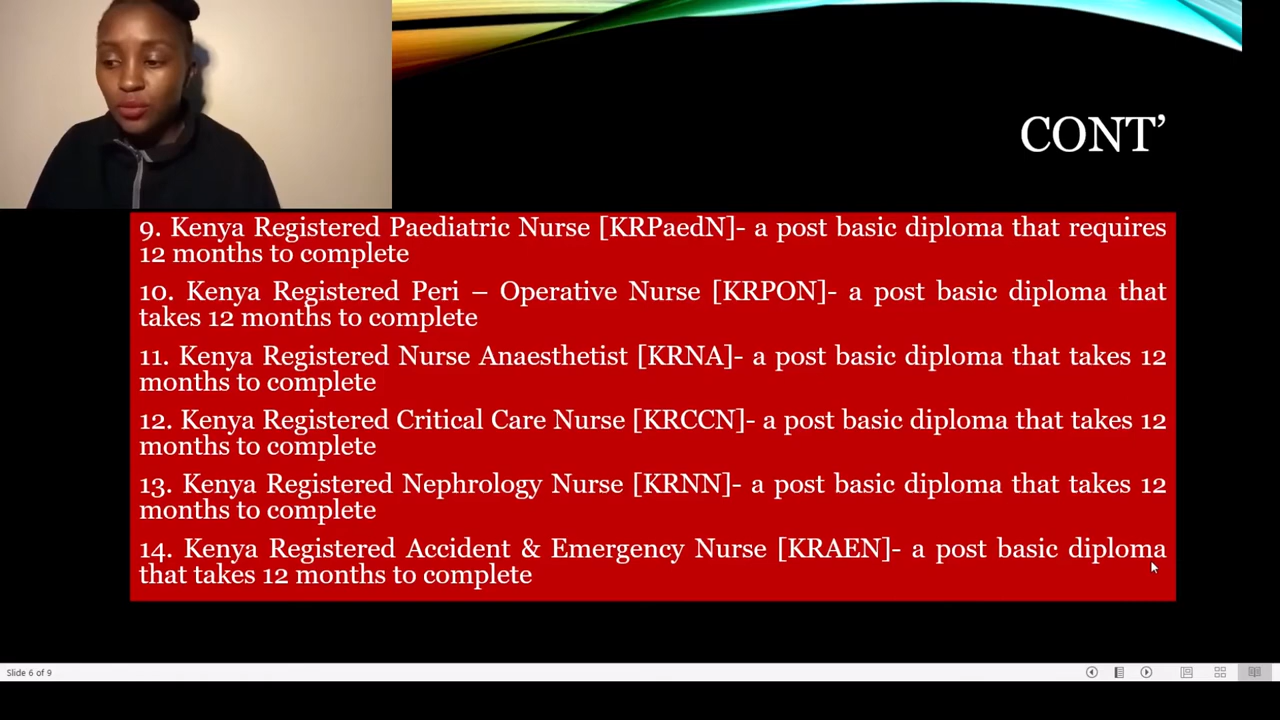 CONT’
9. Kenya Registered Paediatric Nurse [KRPaedN]- a post basic diploma that requires
12 months to complete
10. Kenya Registered Peri – Operative Nurse [KRPON]- a post basic diploma that
takes 12 months to complete
11. Kenya Registered Nurse Anaesthetist [KRNA]- a post basic diploma that takes 12
months to complete
12. Kenya Registered Critical Care Nurse [KRCCN]- a post basic diploma that takes 12
months to complete
13. Kenya Registered Nephrology Nurse [KRNN]- a post basic diploma that takes 12
months to complete
14. Kenya Registered Accident & Emergency Nurse [KRAEN]- a post basic diploma
that takes 12 months to complete
Slide 6 of 9